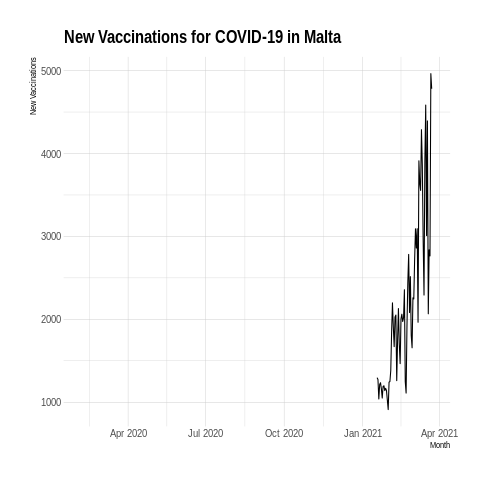 New Vaccinations for COVID-19 in Malta
New Vaccinations
5000
4000
3000
2000
1000
Apr 2020 Jul 2020 Oct 2020 Jan 2021 Apr 2021
Month